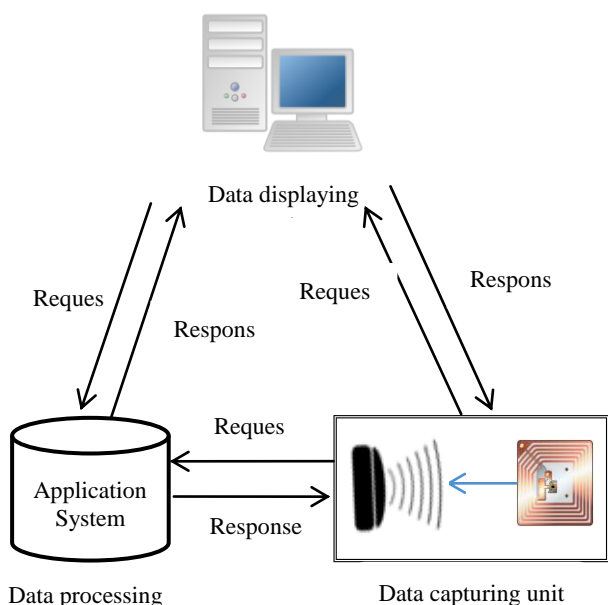 Data displaying
Reques
Respons
Reques
Respons
Reques
Application
System
Response
Data processing
Data capturing unit